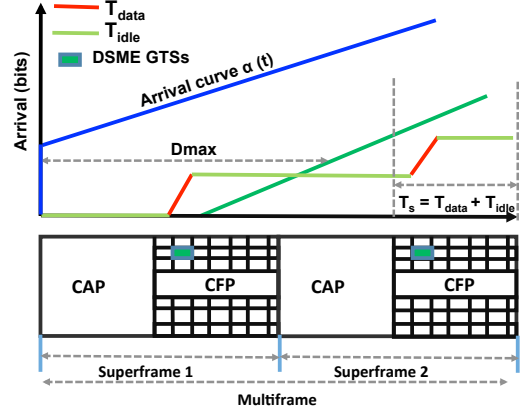 T_data
T_idle
DSME GTSs
Arrival (bits)
Arrival curve α (t)
Dmax
T_s = T_data + T_idle
CAP
CFP
CAP
CFP
Superframe 1
Superframe 2
Multiframe